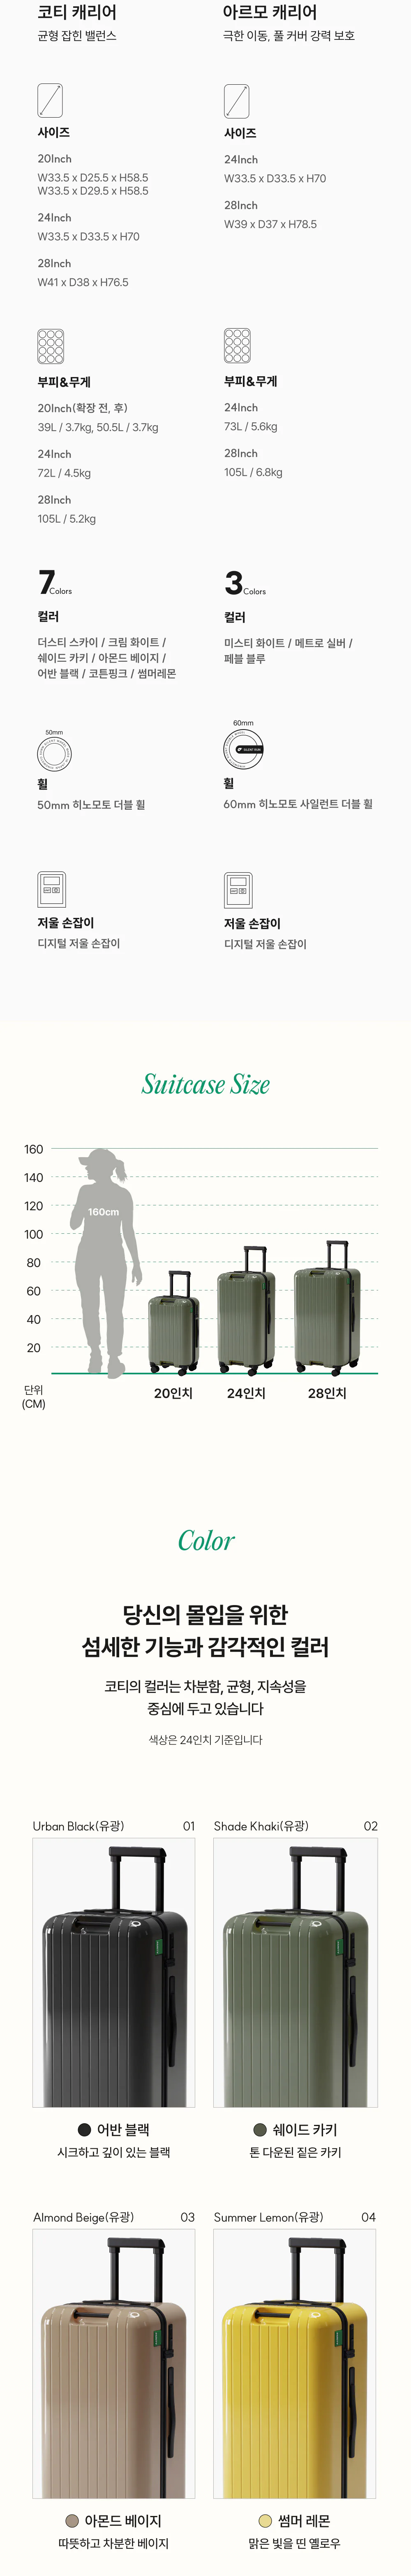 코티 캐리어
균형 잡힌 밸런스
사이즈
20Inch
W33.5 x D25.5 x H58.5
W33.5 x D29.5 x H58.5
24Inch
W33.5 x D33.5 x H70
28Inch
W41 x D38 x H76.5
부피&무게
20Inch(확장 전, 후)
39L / 3.7kg, 50.5L / 3.7kg
24Inch
72L / 4.5kg
28Inch
105L / 5.2kg
7Colors
컬러
더스티 스카이 / 크림 화이트 /
쉐이드 카키 / 아몬드 베이지 /
어반 블랙 / 코튼핑크 / 썸머레몬
50mm
휠
50mm 히노모토 더블 휠
저울 손잡이
디지털 저울 손잡이
아르모 캐리어
극한 이동, 풀 커버 강력 보호
사이즈
24Inch
W33.5 x D33.5 x H70
28Inch
W39 x D37 x H78.5
부피&무게
24Inch
73L / 5.6kg
28Inch
105L / 6.8kg
3Colors
컬러
미스티 화이트 / 메트로 실버 /
페블 블루
60mm
휠
60mm 히노모토 사일런트 더블 휠
저울 손잡이
디지털 저울 손잡이
Suitcase Size
160
140
120
100
80
60
40
20
단위
(CM)
160cm
20인치
24인치
28인치
Color
당신의 몰입을 위한
섬세한 기능과 감각적인 컬러
코티의 컬러는 차분함, 균형, 지속성을
중심에 두고 있습니다
색상은 24인치 기준입니다
Urban Black(유광) 01
어반 블랙
시크하고 깊이 있는 블랙
Shade Khaki(유광) 02
쉐이드 카키
톤 다운된 짙은 카키
Almond Beige(유광) 03
아몬드 베이지
따뜻하고 차분한 베이지
Summer Lemon(유광) 04
썸머 레몬
맑은 빛을 띤 옐로우